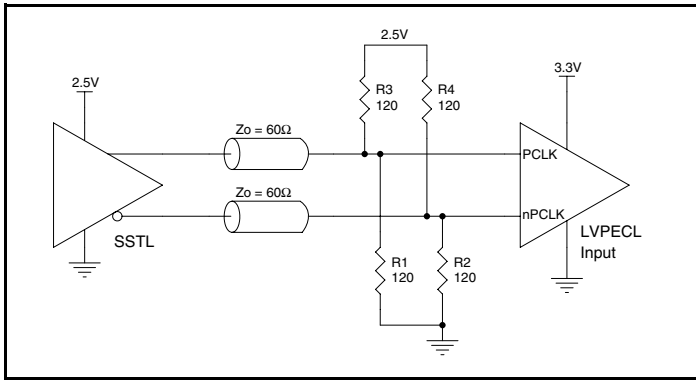 2.5V
3.3V
2.5V
R3
120
R4
120
Zo = 60Ω
PCLK
Zo = 60Ω
nPCLK
SSTL
LVPECL
Input
R1
120
R2
120